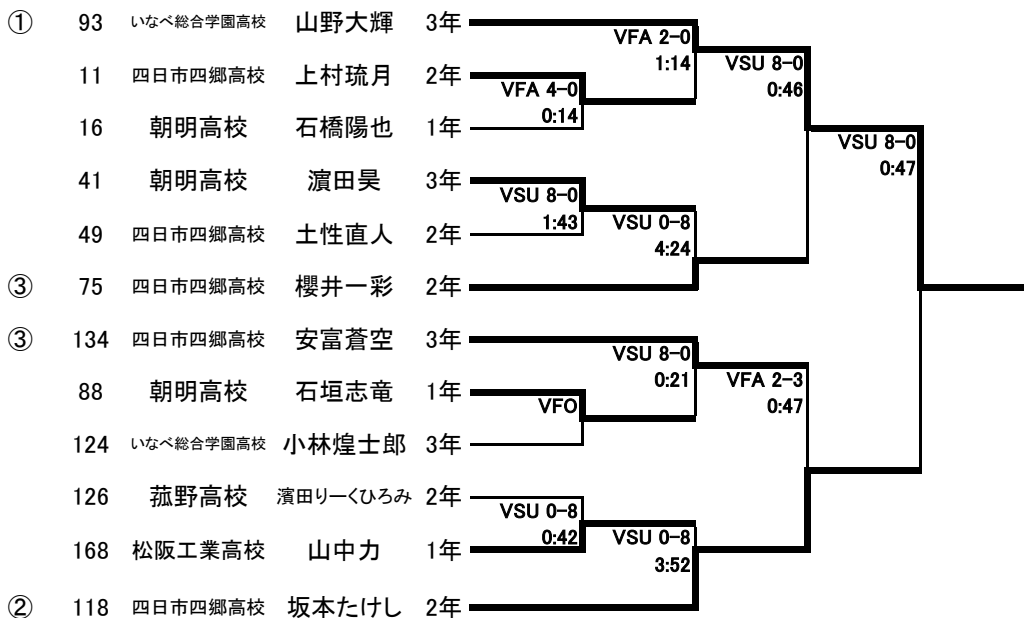 ① 93 いなべ総合学園高校 山野大輝 3年
VFA 2-0
1:14
VSU 8-0
0:46
11 四日市四郷高校 上村琉月 2年
VFA 4-0
0:14
16 朝明高校 石橋陽也 1年
VSU 8-0
0:47
41 朝明高校 濵田昊 3年
VSU 8-0
1:43
VSU 0-8
4:24
49 四日市四郷高校 土性直人 2年
③ 75 四日市四郷高校 櫻井一彩 2年
③ 134 四日市四郷高校 安富蒼空 3年
VSU 8-0
0:21
VFA 2-3
0:47
88 朝明高校 石垣志竜 1年
VFO
124 いなべ総合学園高校 小林煌士郎 3年
126 菰野高校 濱田りーくひろみ 2年
VSU 0-8
0:42
VSU 0-8
3:52
168 松阪工業高校 山中力 1年
② 118 四日市四郷高校 坂本たけし 2年